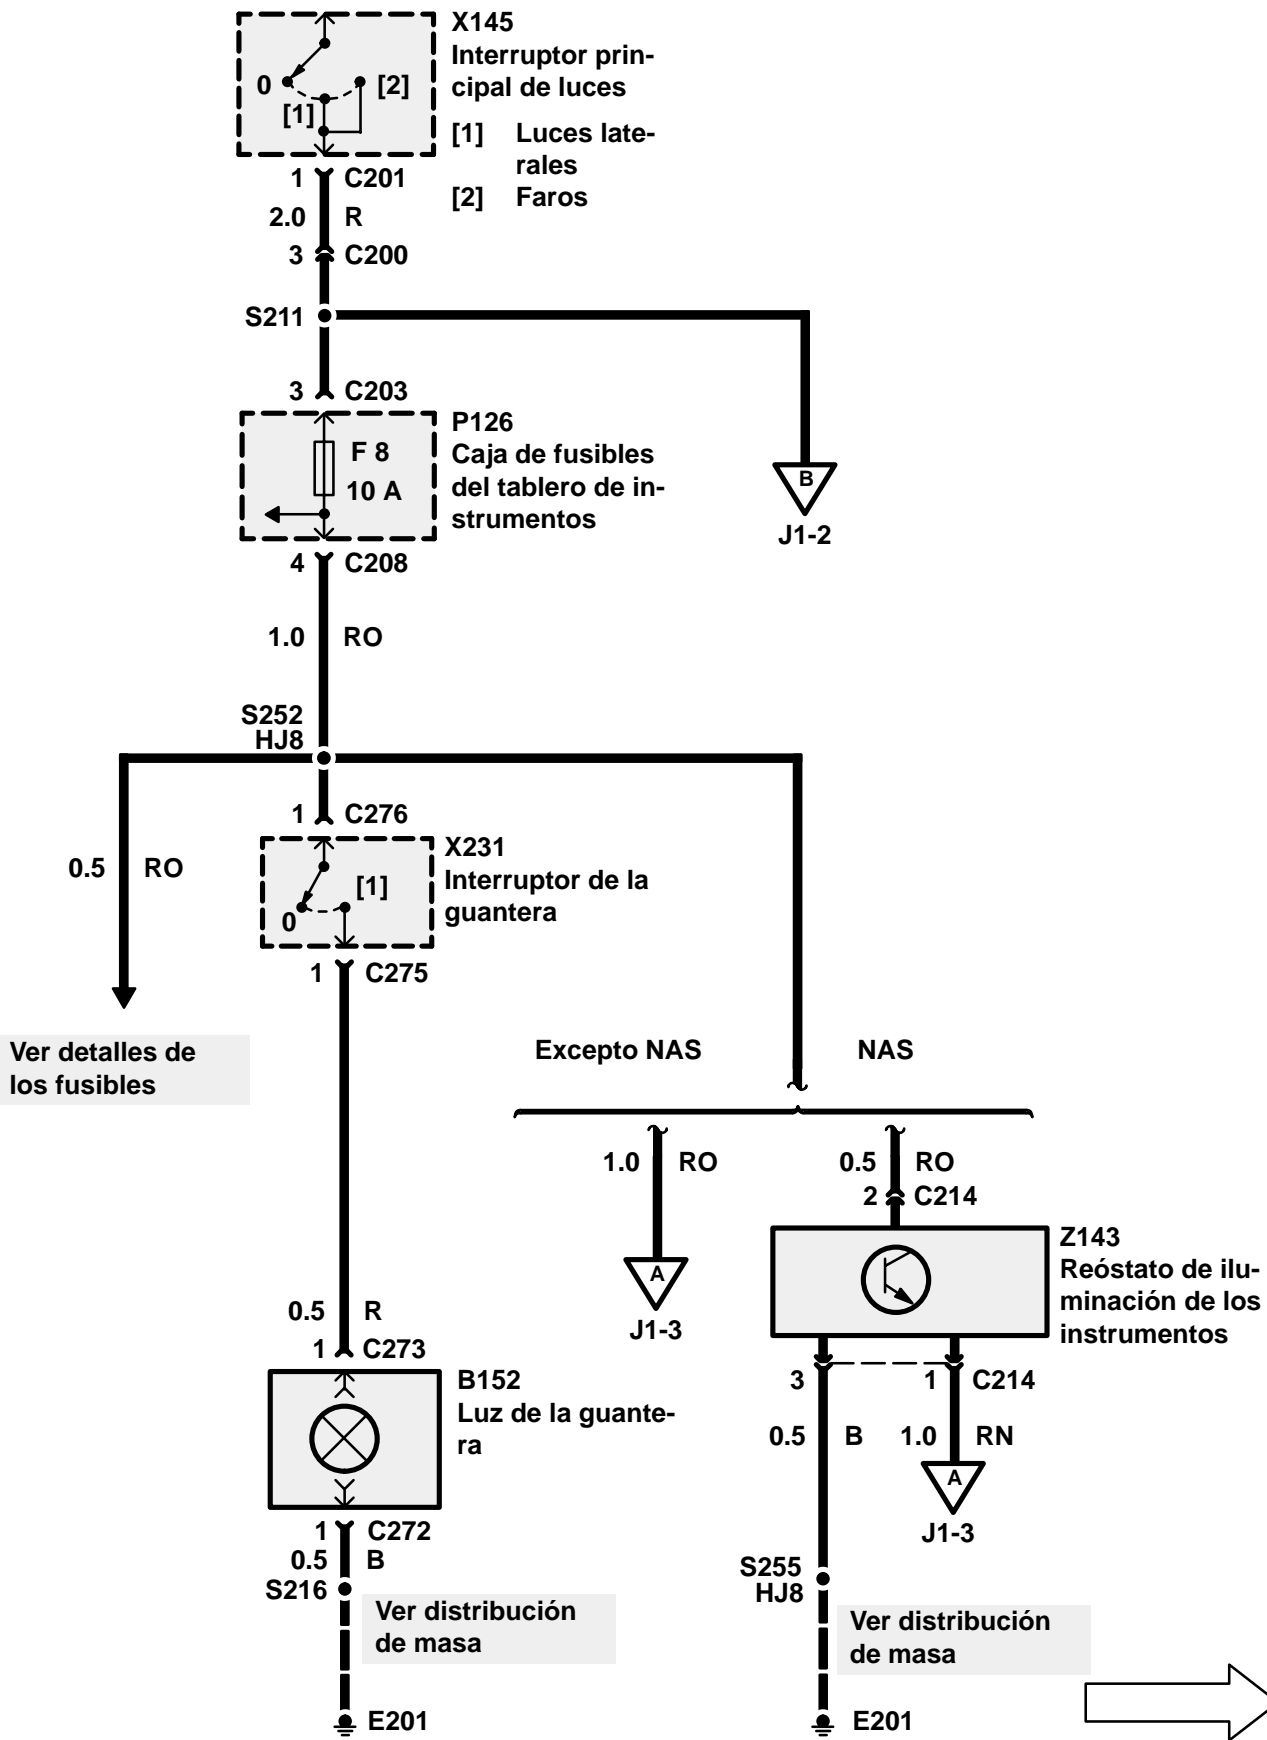 X145
Interruptor prin-
cipal de luces
0
[2]
[1]
[1] Luces late-
rales
[2] Faros
1 C201
2.0 R
3 C200
S211
3 C203
P126
Caja de fusibles
del tablero de in-
strumentos
F 8
10 A
B
J1-2
4 C208
1.0 RO
S252
HJ8
1 C276
0.5 RO
X231
Interruptor de la
guantera
[1]
0
1 C275
Ver detalles de
los fusibles
Excepto NAS
NAS
1.0 RO
0.5 RO
2 C214
A
J1-3
Z143
Reóstato de ilu-
minación de los
instrumentos
0.5 R
1 C273
B152
Luz de la guante-
ra
3
1 C214
0.5 B
1.0 RN
A
J1-3
1 C272
0.5 B
S216
Ver distribución
de masa
S255
HJ8
Ver distribución
de masa
E201
E201